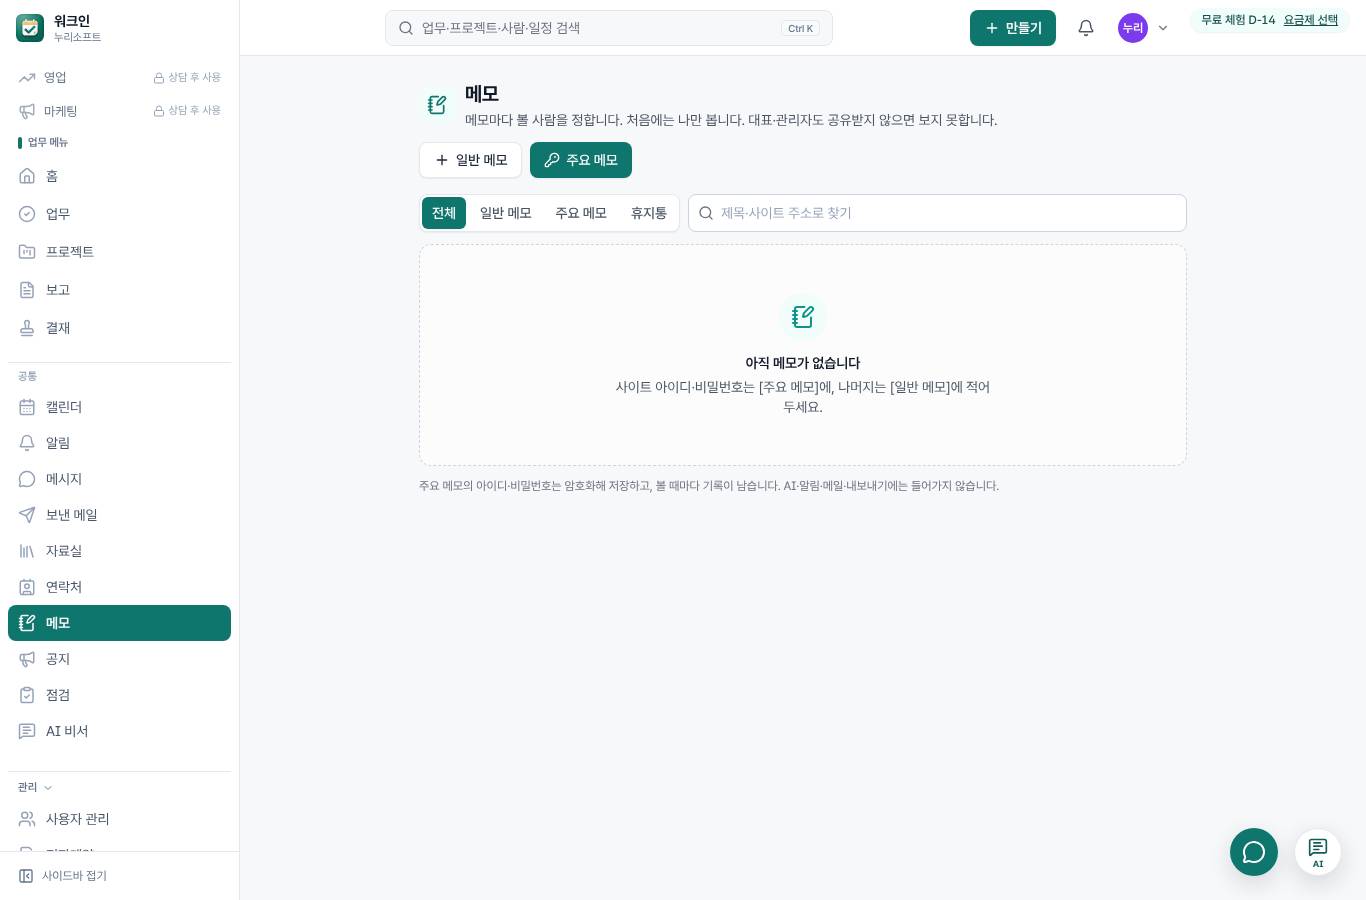 워크인
누리소프트
업무·프로젝트·사람·일정 검색
Ctrl K
만들기
누리
무료 체험 D-14 요금제 선택
영업
상담 후 사용
마케팅
상담 후 사용
업무 메뉴
홈
업무
프로젝트
보고
결재
공통
캘린더
알림
메시지
보낸 메일
자료실
연락처
메모
공지
점검
AI 비서
관리
사용자 관리
사이드바 접기
메모
메모마다 볼 사람을 정합니다. 처음에는 나만 봅니다. 대표·관리자도 공유받지 않으면 보지 못합니다.
일반 메모
주요 메모
전체
일반 메모
주요 메모
휴지통
제목·사이트 주소로 찾기
아직 메모가 없습니다
사이트 아이디·비밀번호는 [주요 메모]에, 나머지는 [일반 메모]에 적어
두세요.
주요 메모의 아이디·비밀번호는 암호화해 저장하고, 볼 때마다 기록이 남습니다. AI·알림·메일·내보내기에는 들어가지 않습니다.
AI